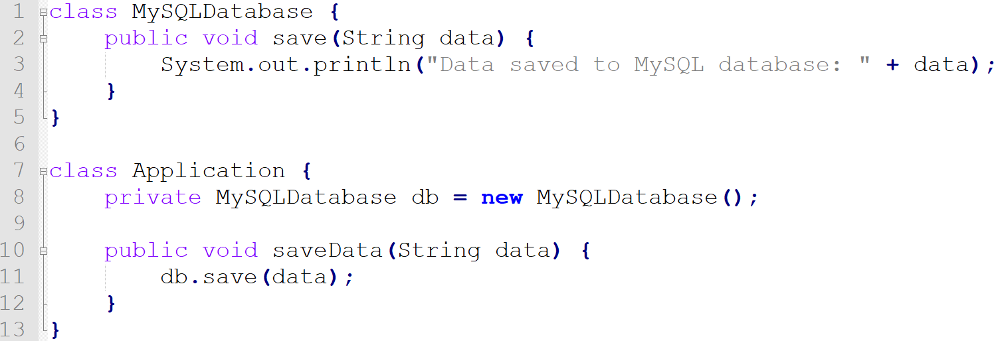 1 class MySQLDatabase {
2 public void save(String data) {
3 System.out.println("Data saved to MySQL database: " + data);
4 }
5 }
6
7 class Application {
8 private MySQLDatabase db = new MySQLDatabase();
9
10 public void saveData(String data) {
11 db.save(data);
12 }
13 }